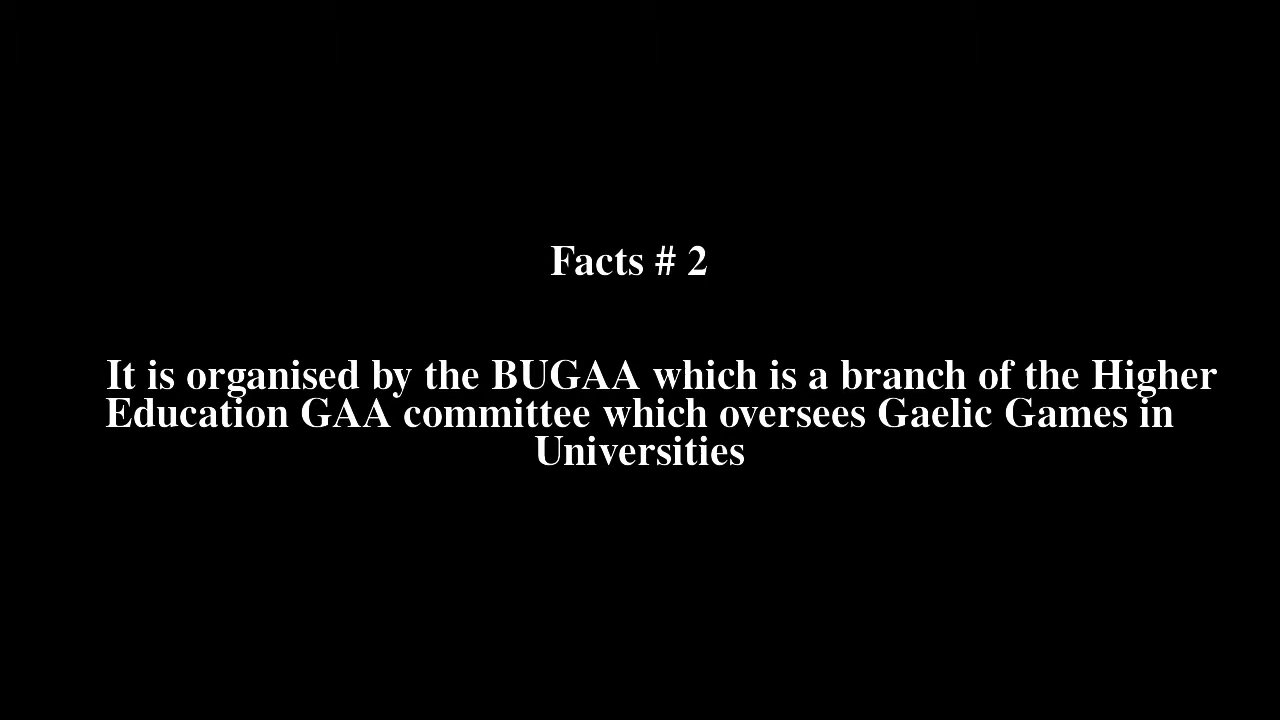 Facts # 2
It is organised by the BUGAA which is a branch of the Higher
Education GAA committee which oversees Gaelic Games in
Universities